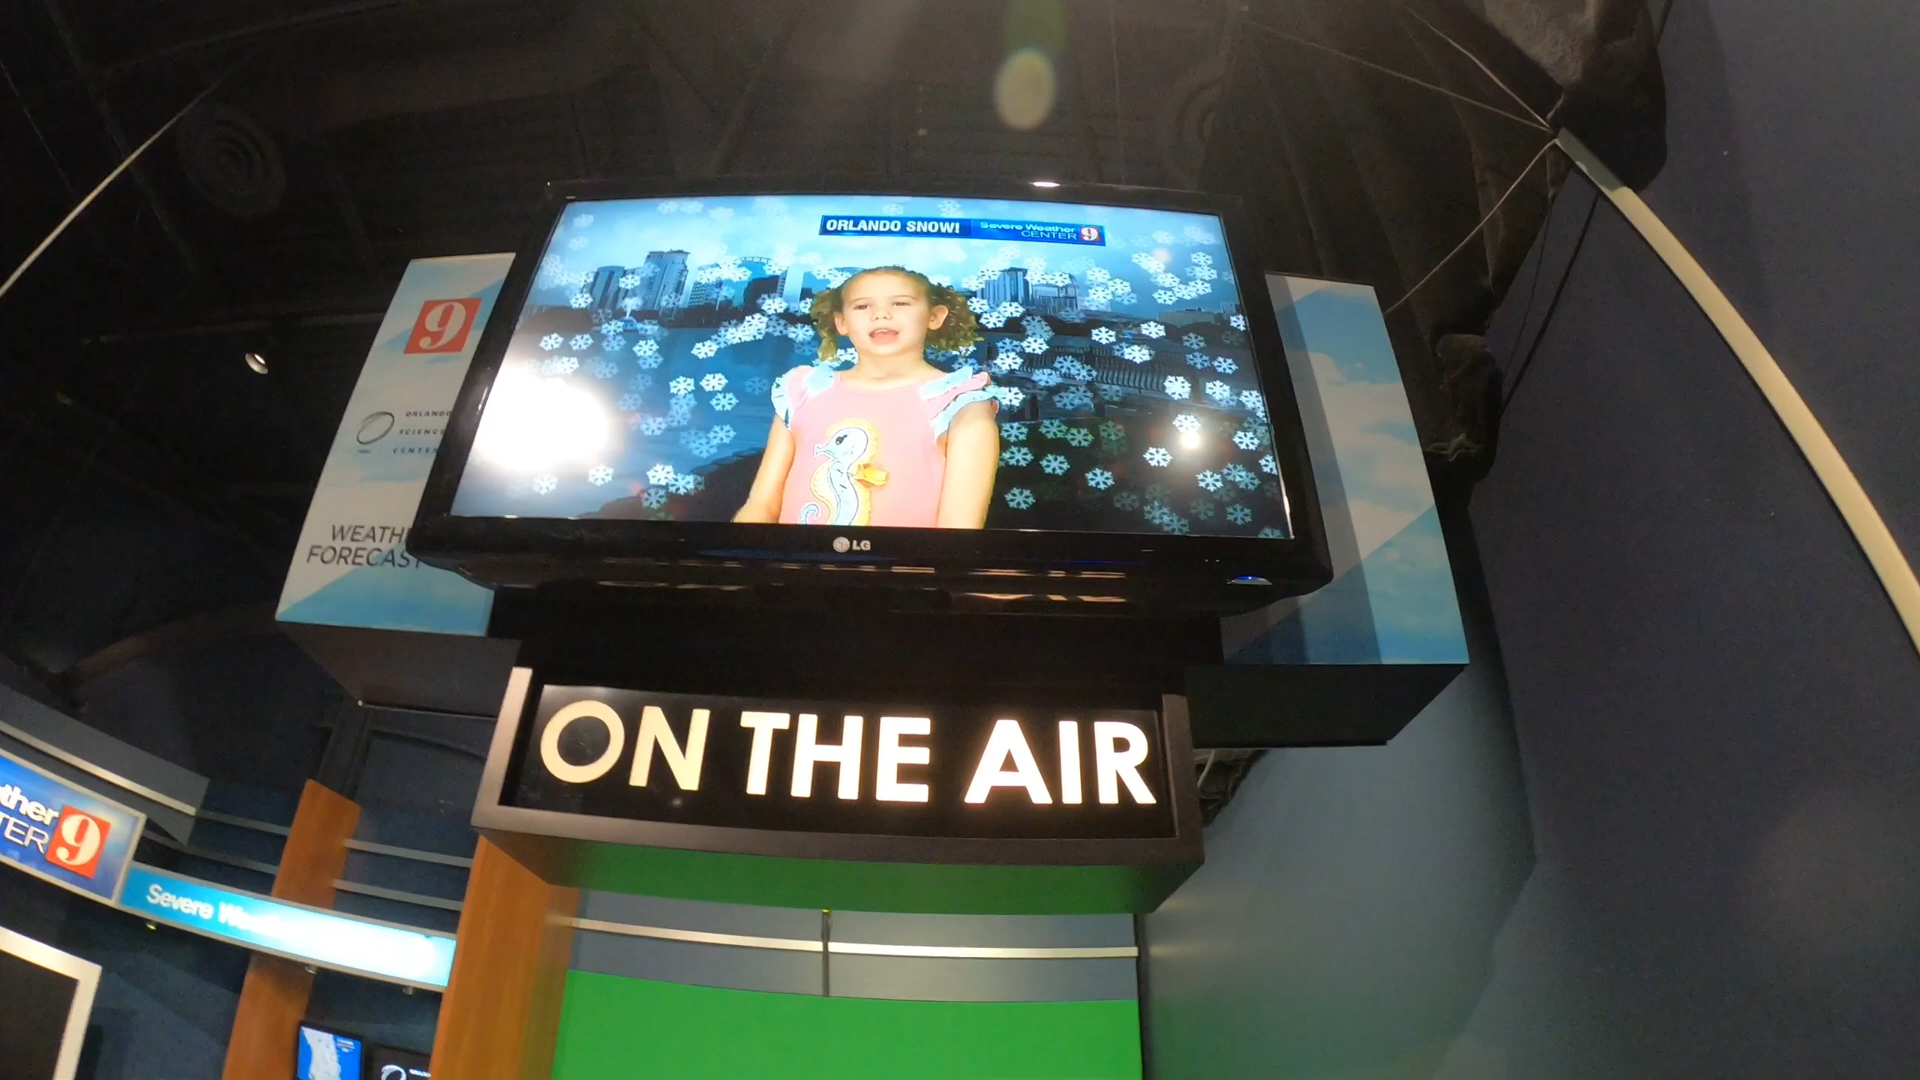 ORLANDO SNOW!
Severe Weather
CENTER 9
9
ORLANDO
SCIENCE
CENTER
WEATH
FORECAST
LG
ON THE AIR
ther
TER 9
Severe